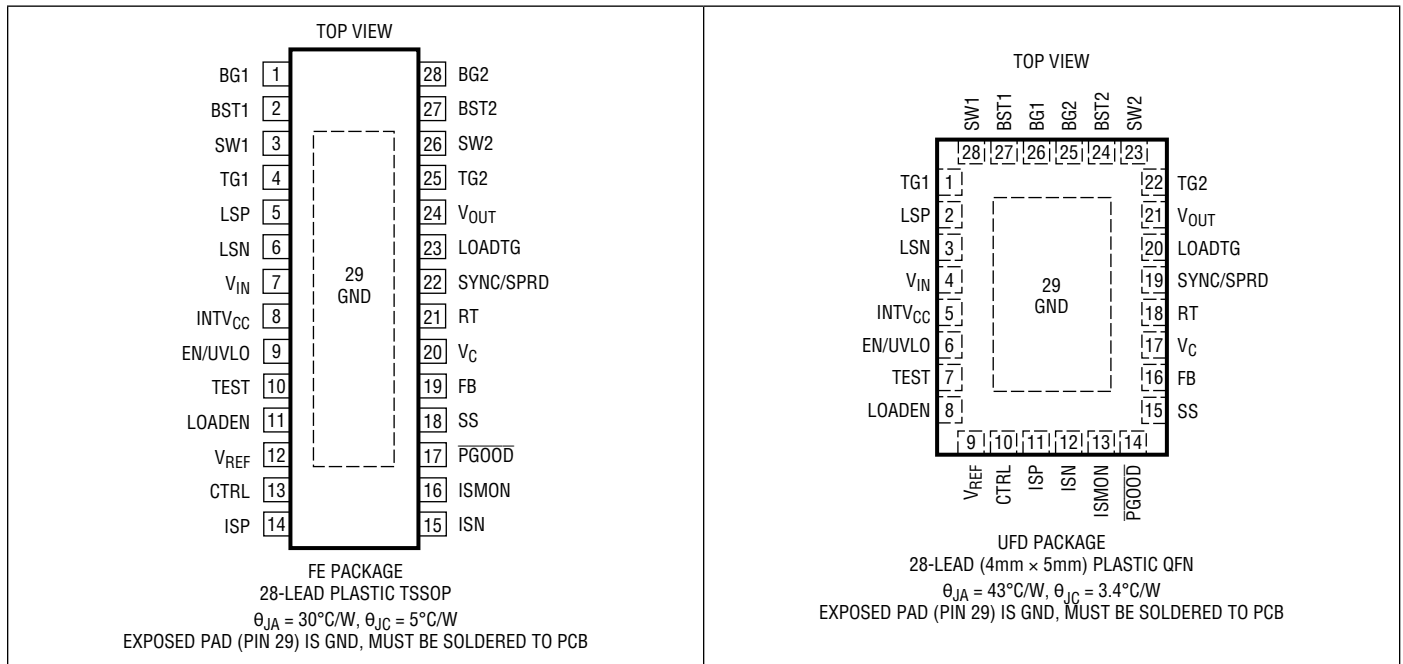 TOP VIEW
BG1 1 28 BG2
BST1 2 27 BST2
SW1 3 26 SW2
TG1 4 25 TG2
LSP 5 24 VOUT
LSN 6 23 LOADTG
VIN 7 22 SYNC/SPRD
INTVCC 8 21 RT
EN/UVLO 9 20 VC
TEST 10 19 FB
LOADEN 11 18 SS
VREF 12 17 PGOOD
CTRL 13 16 ISMON
ISP 14 15 ISN
29
GND
FE PACKAGE
28-LEAD PLASTIC TSSOP
θJA = 30°C/W, θJC = 5°C/W
EXPOSED PAD (PIN 29) IS GND, MUST BE SOLDERED TO PCB
TOP VIEW
SW1 BST1 BG1 BG2 BST2 SW2
28 27 26 25 24 23
TG1 1 22 TG2
LSP 2 21 VOUT
LSN 3 20 LOADTG
VIN 4 19 SYNC/SPRD
INTVCC 5 18 RT
EN/UVLO 6 17 VC
TEST 7 16 FB
LOADEN 8 15 SS
29
GND
9 10 11 12 13 14
VREF CTRL ISP ISN ISMON PGOOD
UFD PACKAGE
28-LEAD (4mm × 5mm) PLASTIC QFN
θJA = 43°C/W, θJC = 3.4°C/W
EXPOSED PAD (PIN 29) IS GND, MUST BE SOLDERED TO PCB